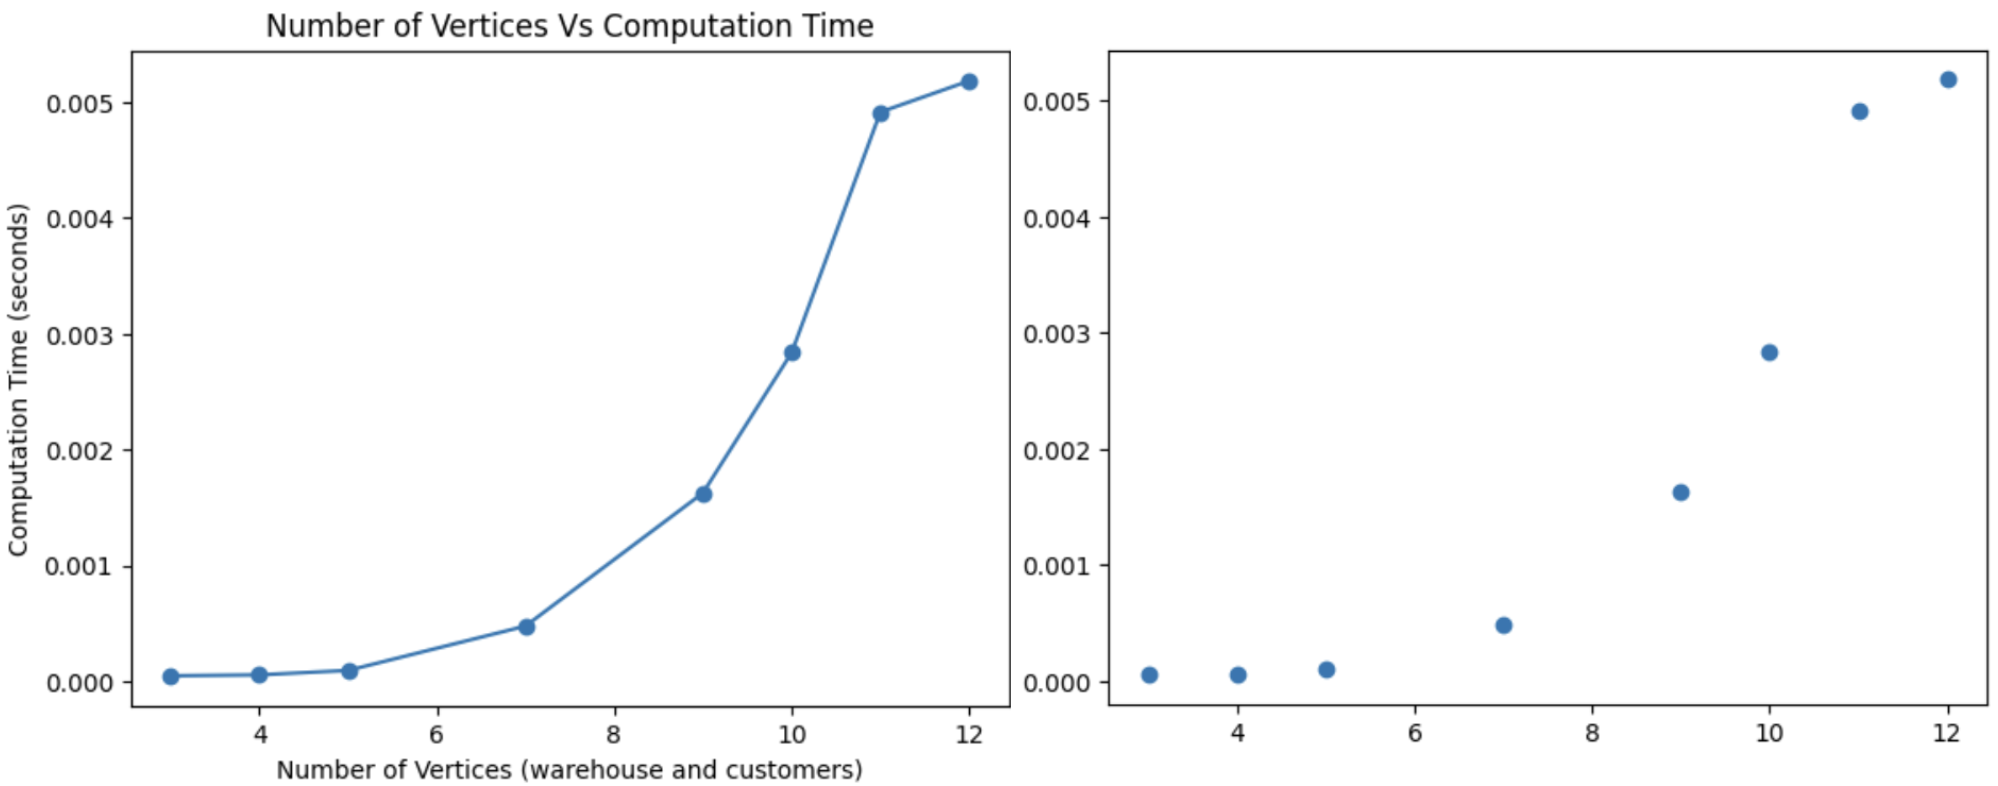 Number of Vertices Vs Computation Time
Computation Time (seconds)
0.005
0.004
0.003
0.002
0.001
0.000
4 6 8 10 12
Number of Vertices (warehouse and customers)
0.005
0.004
0.003
0.002
0.001
0.000
4 6 8 10 12